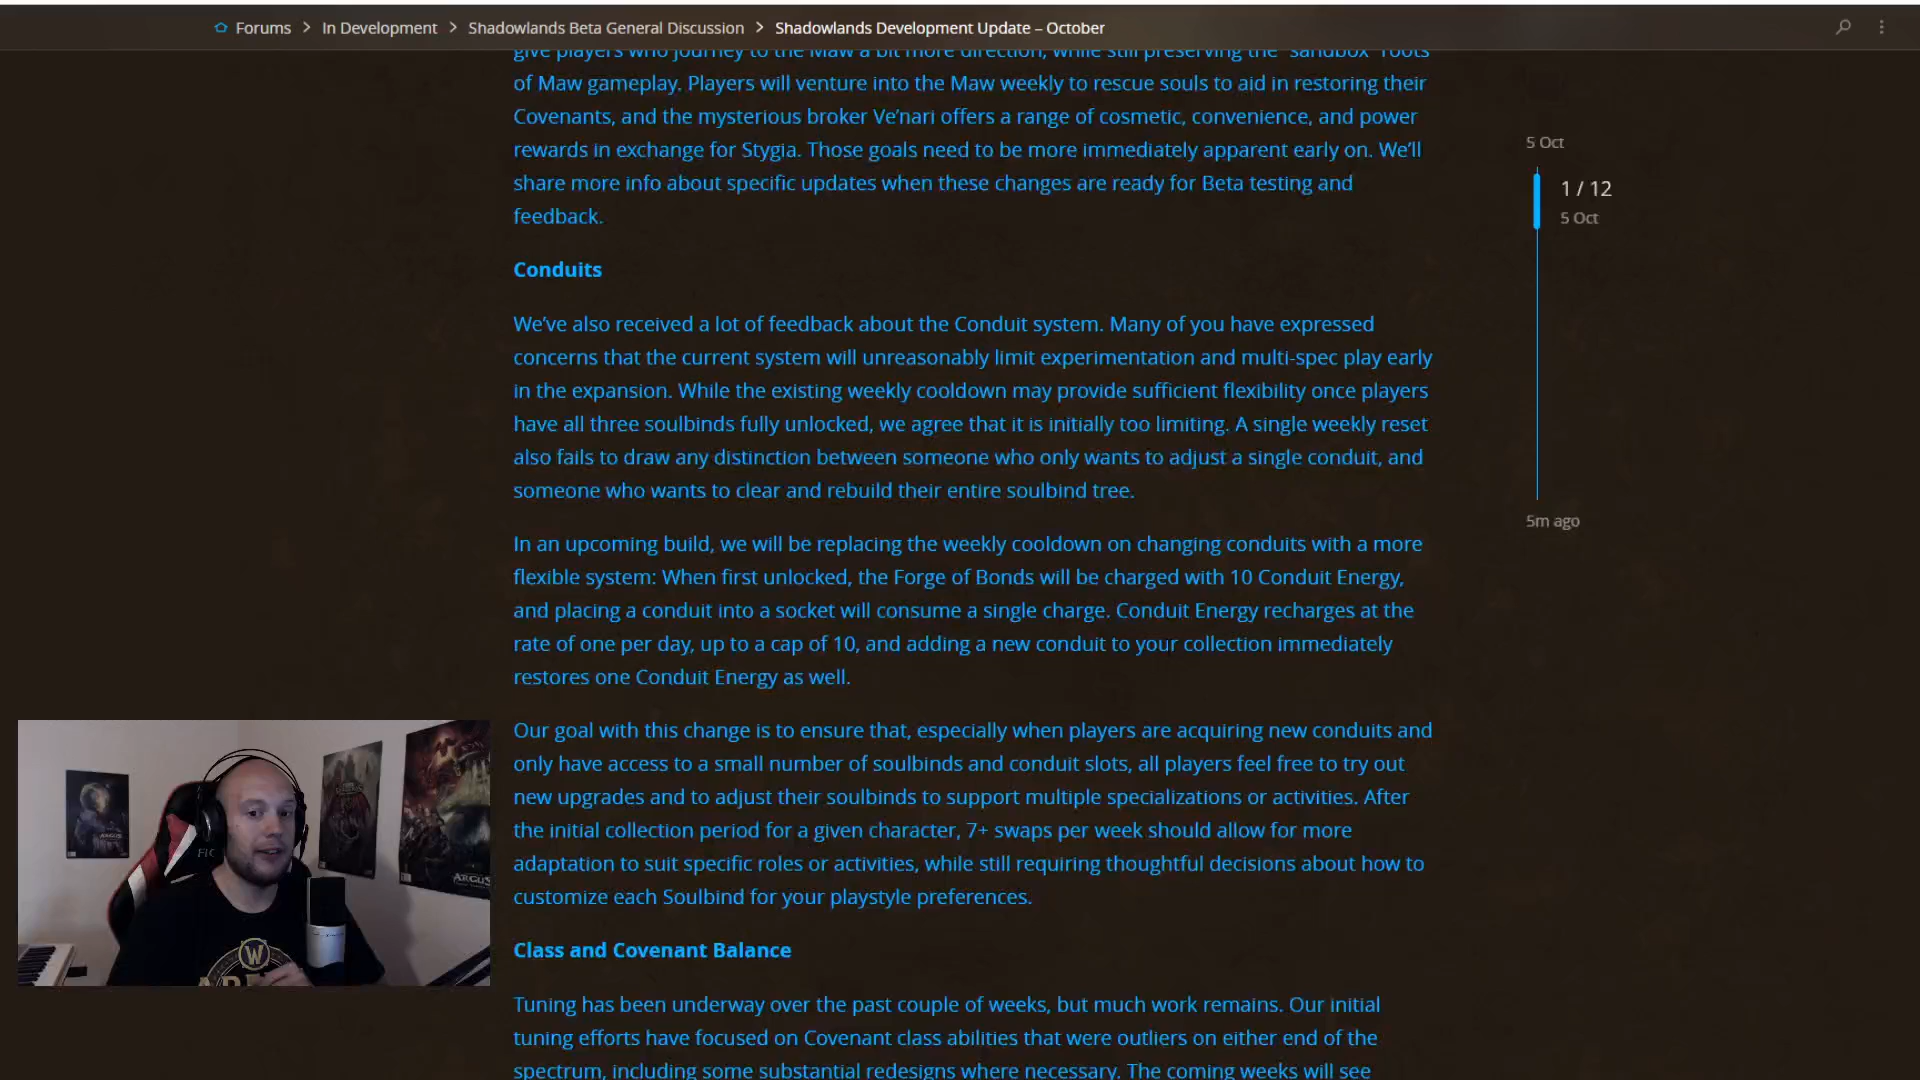 Forums > In Development > Shadowlands Beta General Discussion > Shadowlands Development Update – October
give players who journey to the Maw a bit more direction, while still preserving the "sandbox" roots
of Maw gameplay. Players will venture into the Maw weekly to rescue souls to aid in restoring their
Covenants, and the mysterious broker Ve'nari offers a range of cosmetic, convenience, and power
rewards in exchange for Stygia. Those goals need to be more immediately apparent early on. We'll
share more info about specific updates when these changes are ready for Beta testing and
feedback.
5 Oct
1 / 12
5 Oct
5m ago
Conduits
We've also received a lot of feedback about the Conduit system. Many of you have expressed
concerns that the current system will unreasonably limit experimentation and multi-spec play early
in the expansion. While the existing weekly cooldown may provide sufficient flexibility once players
have all three soulbinds fully unlocked, we agree that it is initially too limiting. A single weekly reset
also fails to draw any distinction between someone who only wants to adjust a single conduit, and
someone who wants to clear and rebuild their entire soulbind tree.
In an upcoming build, we will be replacing the weekly cooldown on changing conduits with a more
flexible system: When first unlocked, the Forge of Bonds will be charged with 10 Conduit Energy,
and placing a conduit into a socket will consume a single charge. Conduit Energy recharges at the
rate of one per day, up to a cap of 10, and adding a new conduit to your collection immediately
restores one Conduit Energy as well.
Our goal with this change is to ensure that, especially when players are acquiring new conduits and
only have access to a small number of soulbinds and conduit slots, all players feel free to try out
new upgrades and to adjust their soulbinds to support multiple specializations or activities. After
the initial collection period for a given character, 7+ swaps per week should allow for more
adaptation to suit specific roles or activities, while still requiring thoughtful decisions about how to
customize each Soulbind for your playstyle preferences.
Class and Covenant Balance
Tuning has been underway over the past couple of weeks, but much work remains. Our initial
tuning efforts have focused on Covenant class abilities that were outliers on either end of the
spectrum, including some substantial redesigns where necessary. The coming weeks will see
ARGUS
ARGUS
W